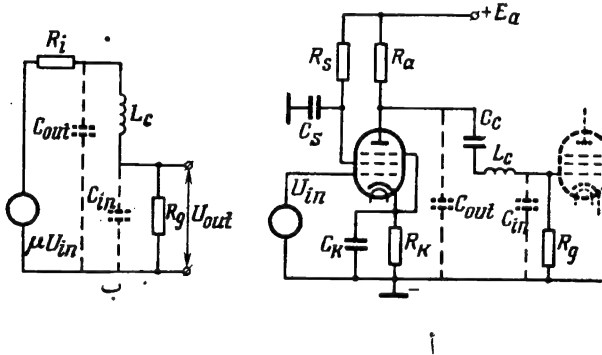 R_i
C_out
L_c
C_in
R_g
U_out
μU_in
+E_a
R_s
R_a
C_s
U_in
C_out
C_c
L_c
C_in
C_K
R_K
R_g